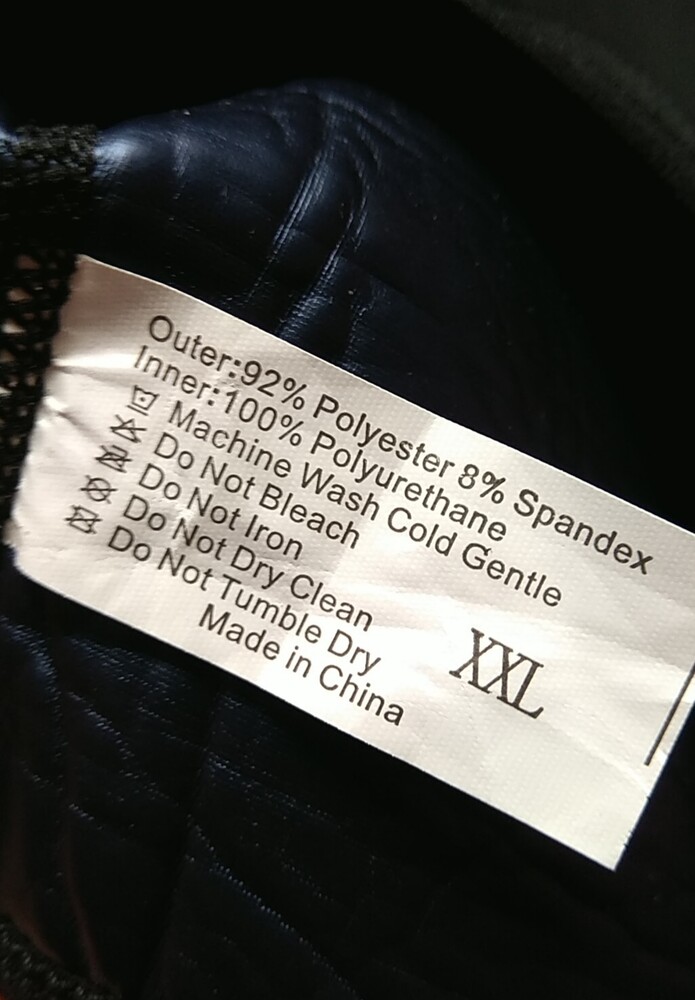 Outer:92% Polyester 8% Spandex
Inner:100% Polyurethane
Machine Wash Cold Gentle
Do Not Bleach
Do Not Iron
Do Not Dry Clean
Do Not Tumble Dry
Made in China
XXL